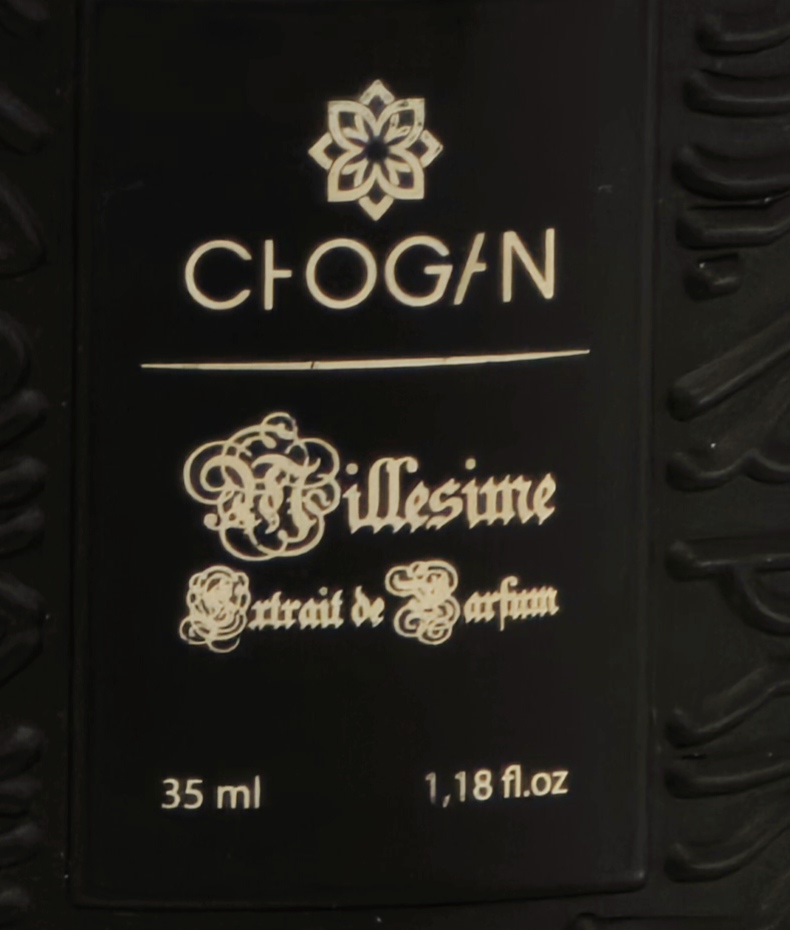 CHOGAN
Millesime
Extrait de Parfum
35 ml 1,18 fl.oz